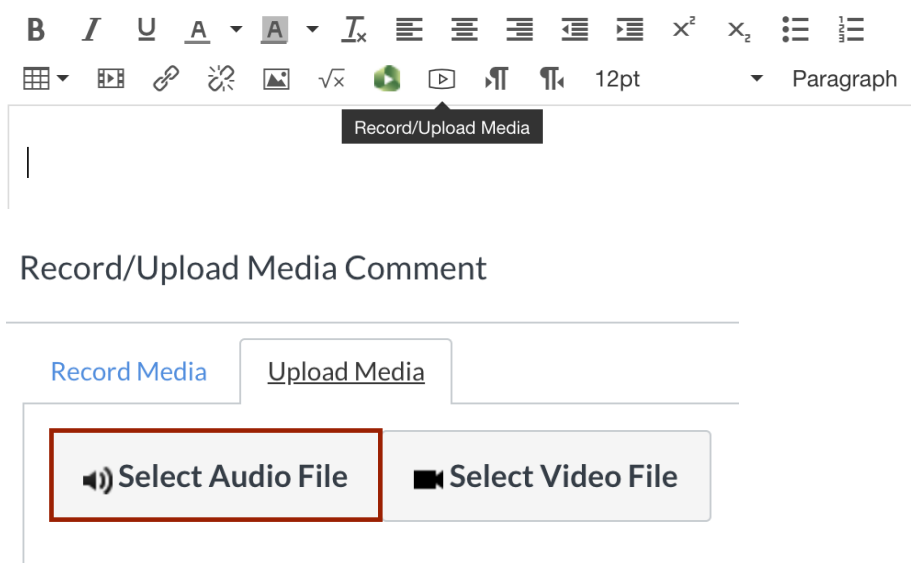 12pt Paragraph
Record/Upload Media
Record/Upload Media Comment
Record Media Upload Media
Select Audio File Select Video File